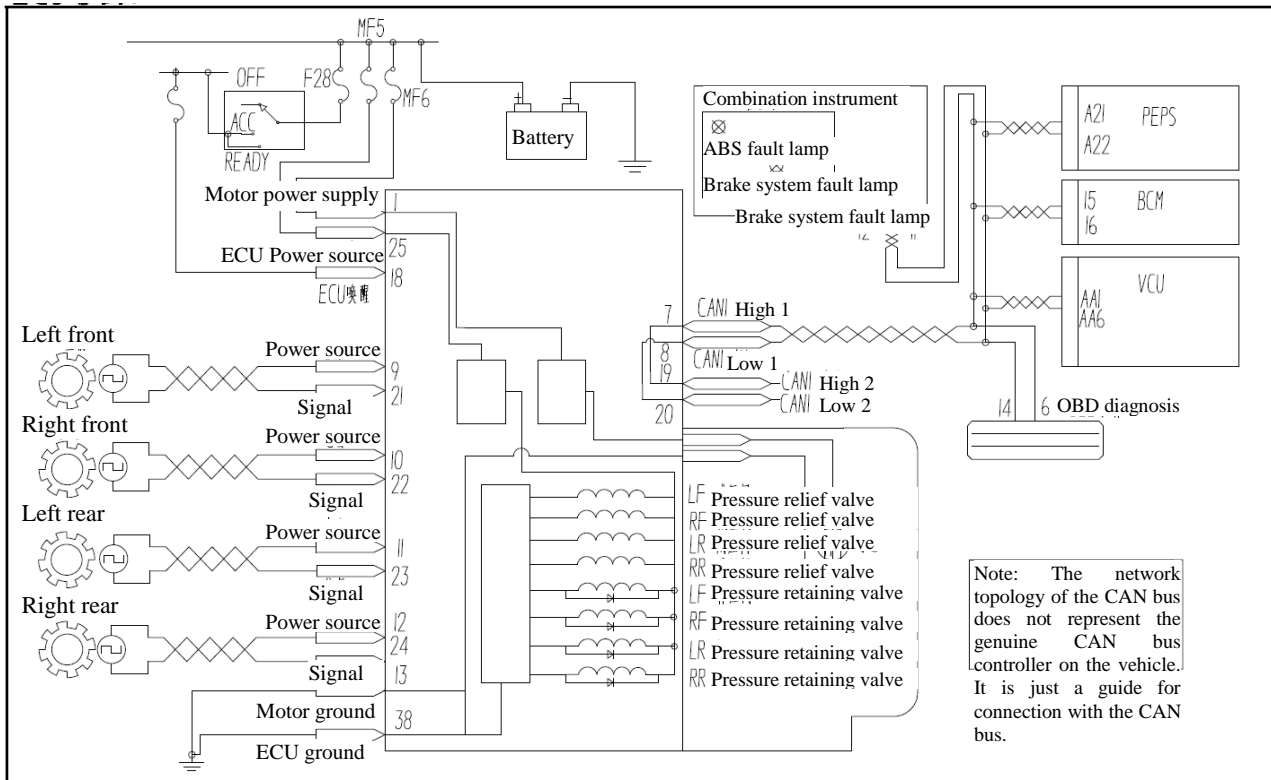 MF5
OFF
F28
MF6
ACC
READY
Battery
Motor power supply
1
25
ECU Power source
18
ECU唤醒
Left front
Power source
9
21
Signal
Right front
Power source
10
22
Signal
Left rear
Power source
11
23
Signal
Right rear
Power source
12
24
Signal
13
Motor ground
38
ECU ground
Combination instrument
ABS fault lamp
Brake system fault lamp
Brake system fault lamp
12 11
A21 PEPS
A22
15 BCM
16
VCU
AA1
AA6
7 CAN1 High 1
8 CAN1 Low 1
19 CAN1 High 2
20 CAN1 Low 2
14 6 OBD diagnosis
LF Pressure relief valve
RF Pressure relief valve
LR Pressure relief valve
RR Pressure relief valve
LF Pressure retaining valve
RF Pressure retaining valve
LR Pressure retaining valve
RR Pressure retaining valve
Note: The network
topology of the CAN bus
does not represent the
genuine CAN bus
controller on the vehicle.
It is just a guide for
connection with the CAN
bus.